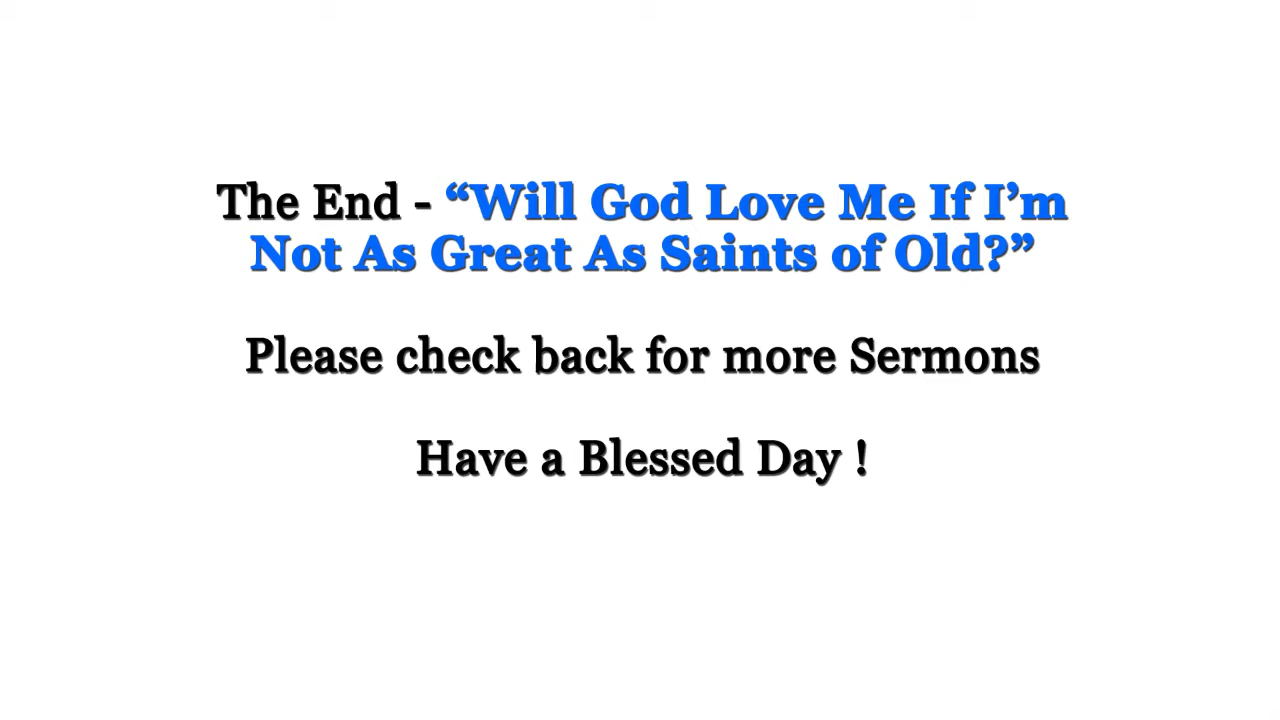 The End - “Will God Love Me If I’m
Not As Great As Saints of Old?”
Please check back for more Sermons
Have a Blessed Day !